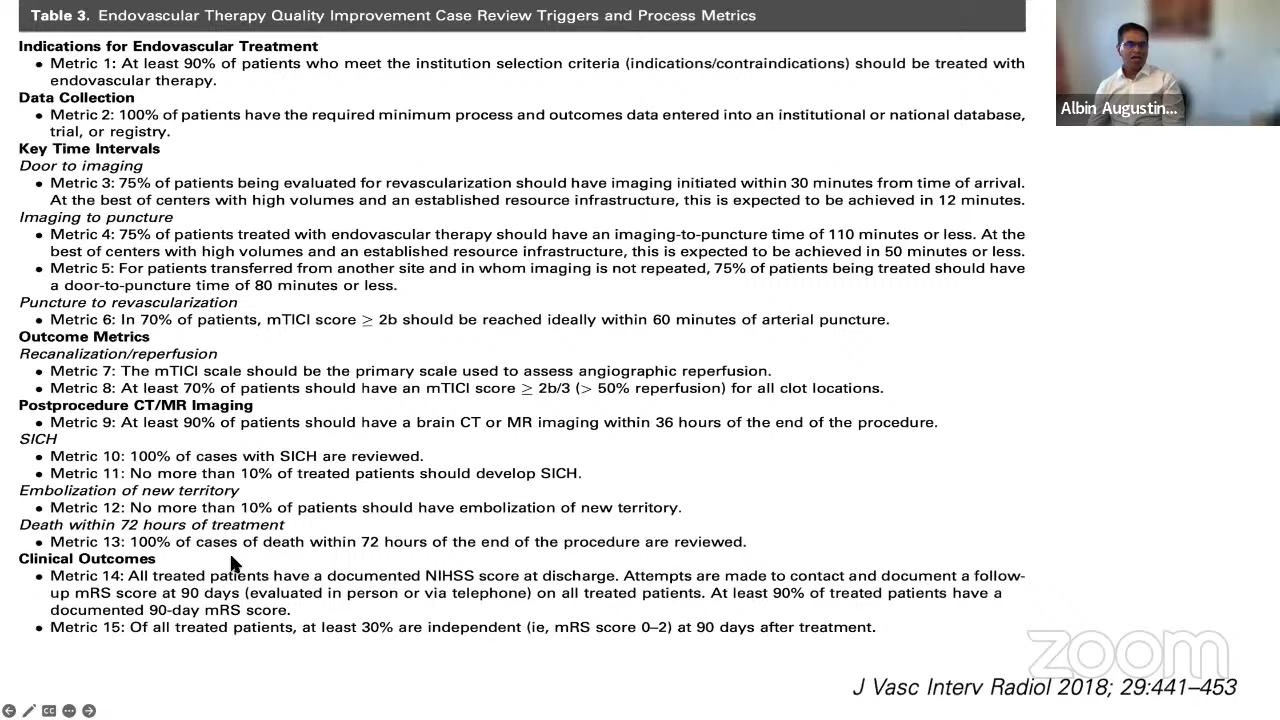 Table 3. Endovascular Therapy Quality Improvement Case Review Triggers and Process Metrics
Indications for Endovascular Treatment
• Metric 1: At least 90% of patients who meet the institution selection criteria (indications/contraindications) should be treated with
endovascular therapy.
Data Collection
• Metric 2: 100% of patients have the required minimum process and outcomes data entered into an institutional or national database,
trial, or registry.
Key Time Intervals
Door to imaging
• Metric 3: 75% of patients being evaluated for revascularization should have imaging initiated within 30 minutes from time of arrival.
At the best of centers with high volumes and an established resource infrastructure, this is expected to be achieved in 12 minutes.
Imaging to puncture
• Metric 4: 75% of patients treated with endovascular therapy should have an imaging-to-puncture time of 110 minutes or less. At the
best of centers with high volumes and an established resource infrastructure, this is expected to be achieved in 50 minutes or less.
• Metric 5: For patients transferred from another site and in whom imaging is not repeated, 75% of patients being treated should have
a door-to-puncture time of 80 minutes or less.
Puncture to revascularization
• Metric 6: In 70% of patients, mTICI score ≥ 2b should be reached ideally within 60 minutes of arterial puncture.
Outcome Metrics
Recanalization/reperfusion
• Metric 7: The mTICI scale should be the primary scale used to assess angiographic reperfusion.
• Metric 8: At least 70% of patients should have an mTICI score ≥ 2b/3 (> 50% reperfusion) for all clot locations.
Postprocedure CT/MR Imaging
• Metric 9: At least 90% of patients should have a brain CT or MR imaging within 36 hours of the end of the procedure.
SICH
• Metric 10: 100% of cases with SICH are reviewed.
• Metric 11: No more than 10% of treated patients should develop SICH.
Embolization of new territory
• Metric 12: No more than 10% of patients should have embolization of new territory.
Death within 72 hours of treatment
• Metric 13: 100% of cases of death within 72 hours of the end of the procedure are reviewed.
Clinical Outcomes
• Metric 14: All treated patients have a documented NIHSS score at discharge. Attempts are made to contact and document a follow-
up mRS score at 90 days (evaluated in person or via telephone) on all treated patients. At least 90% of treated patients have a
documented 90-day mRS score.
• Metric 15: Of all treated patients, at least 30% are independent (ie, mRS score 0–2) at 90 days after treatment.
Albin Augustin...
zoom
J Vasc Interv Radiol 2018; 29:441–453
CC